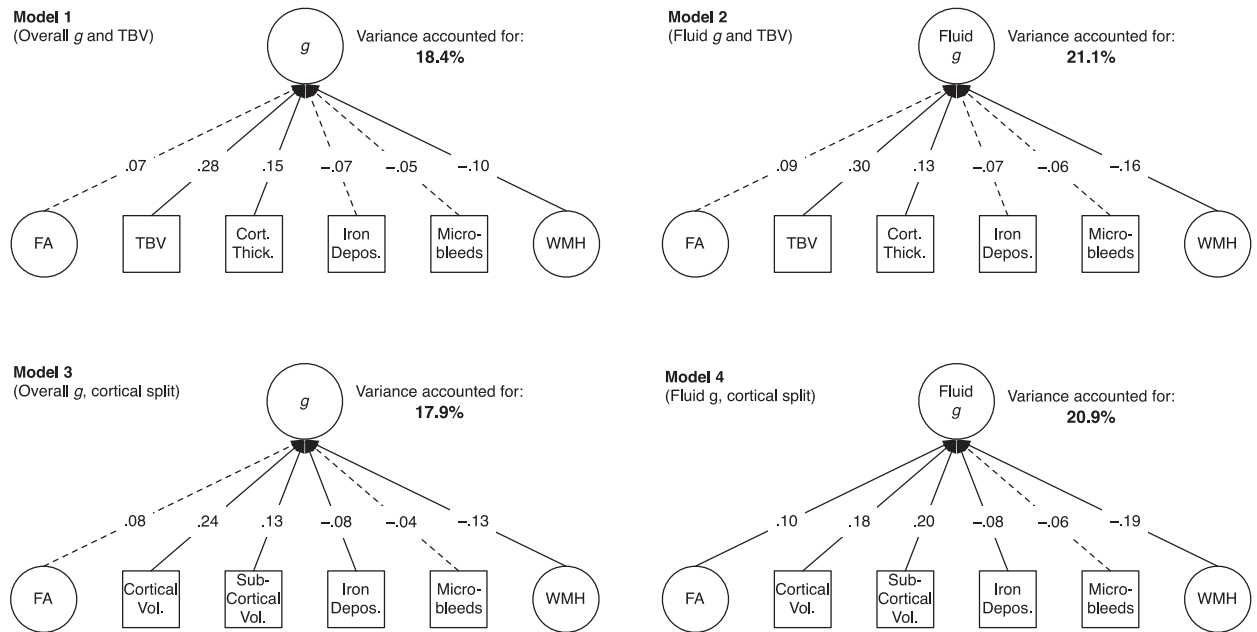 Model 1
(Overall g and TBV)
g
Variance accounted for:
18.4%
.07
.28
.15
–.07
–.05
–.10
FA
TBV
Cort.
Thick.
Iron
Depos.
Micro-
bleeds
WMH
Model 2
(Fluid g and TBV)
Fluid
g
Variance accounted for:
21.1%
.09
.30
.13
–.07
–.06
–.16
FA
TBV
Cort.
Thick.
Iron
Depos.
Micro-
bleeds
WMH
Model 3
(Overall g, cortical split)
g
Variance accounted for:
17.9%
.08
.24
.13
–.08
–.04
–.13
FA
Cortical
Vol.
Sub-
Cortical
Vol.
Iron
Depos.
Micro-
bleeds
WMH
Model 4
(Fluid g, cortical split)
Fluid
g
Variance accounted for:
20.9%
.10
.18
.20
–.08
–.06
–.19
FA
Cortical
Vol.
Sub-
Cortical
Vol.
Iron
Depos.
Micro-
bleeds
WMH